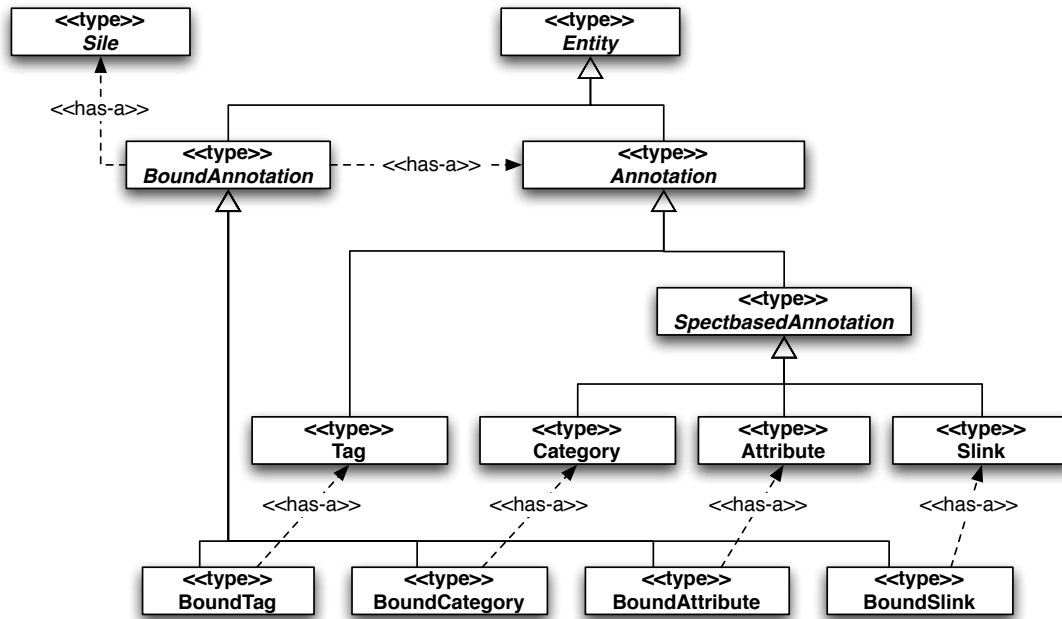 <<type>>
Sile
<<type>>
Entity
<<has-a>>
<<type>>
BoundAnnotation
<<has-a>>
<<type>>
Annotation
<<type>>
SpectbasedAnnotation
<<type>>
Tag
<<type>>
Category
<<type>>
Attribute
<<type>>
Slink
<<has-a>>
<<has-a>>
<<has-a>>
<<has-a>>
<<type>>
BoundTag
<<type>>
BoundCategory
<<type>>
BoundAttribute
<<type>>
BoundSlink